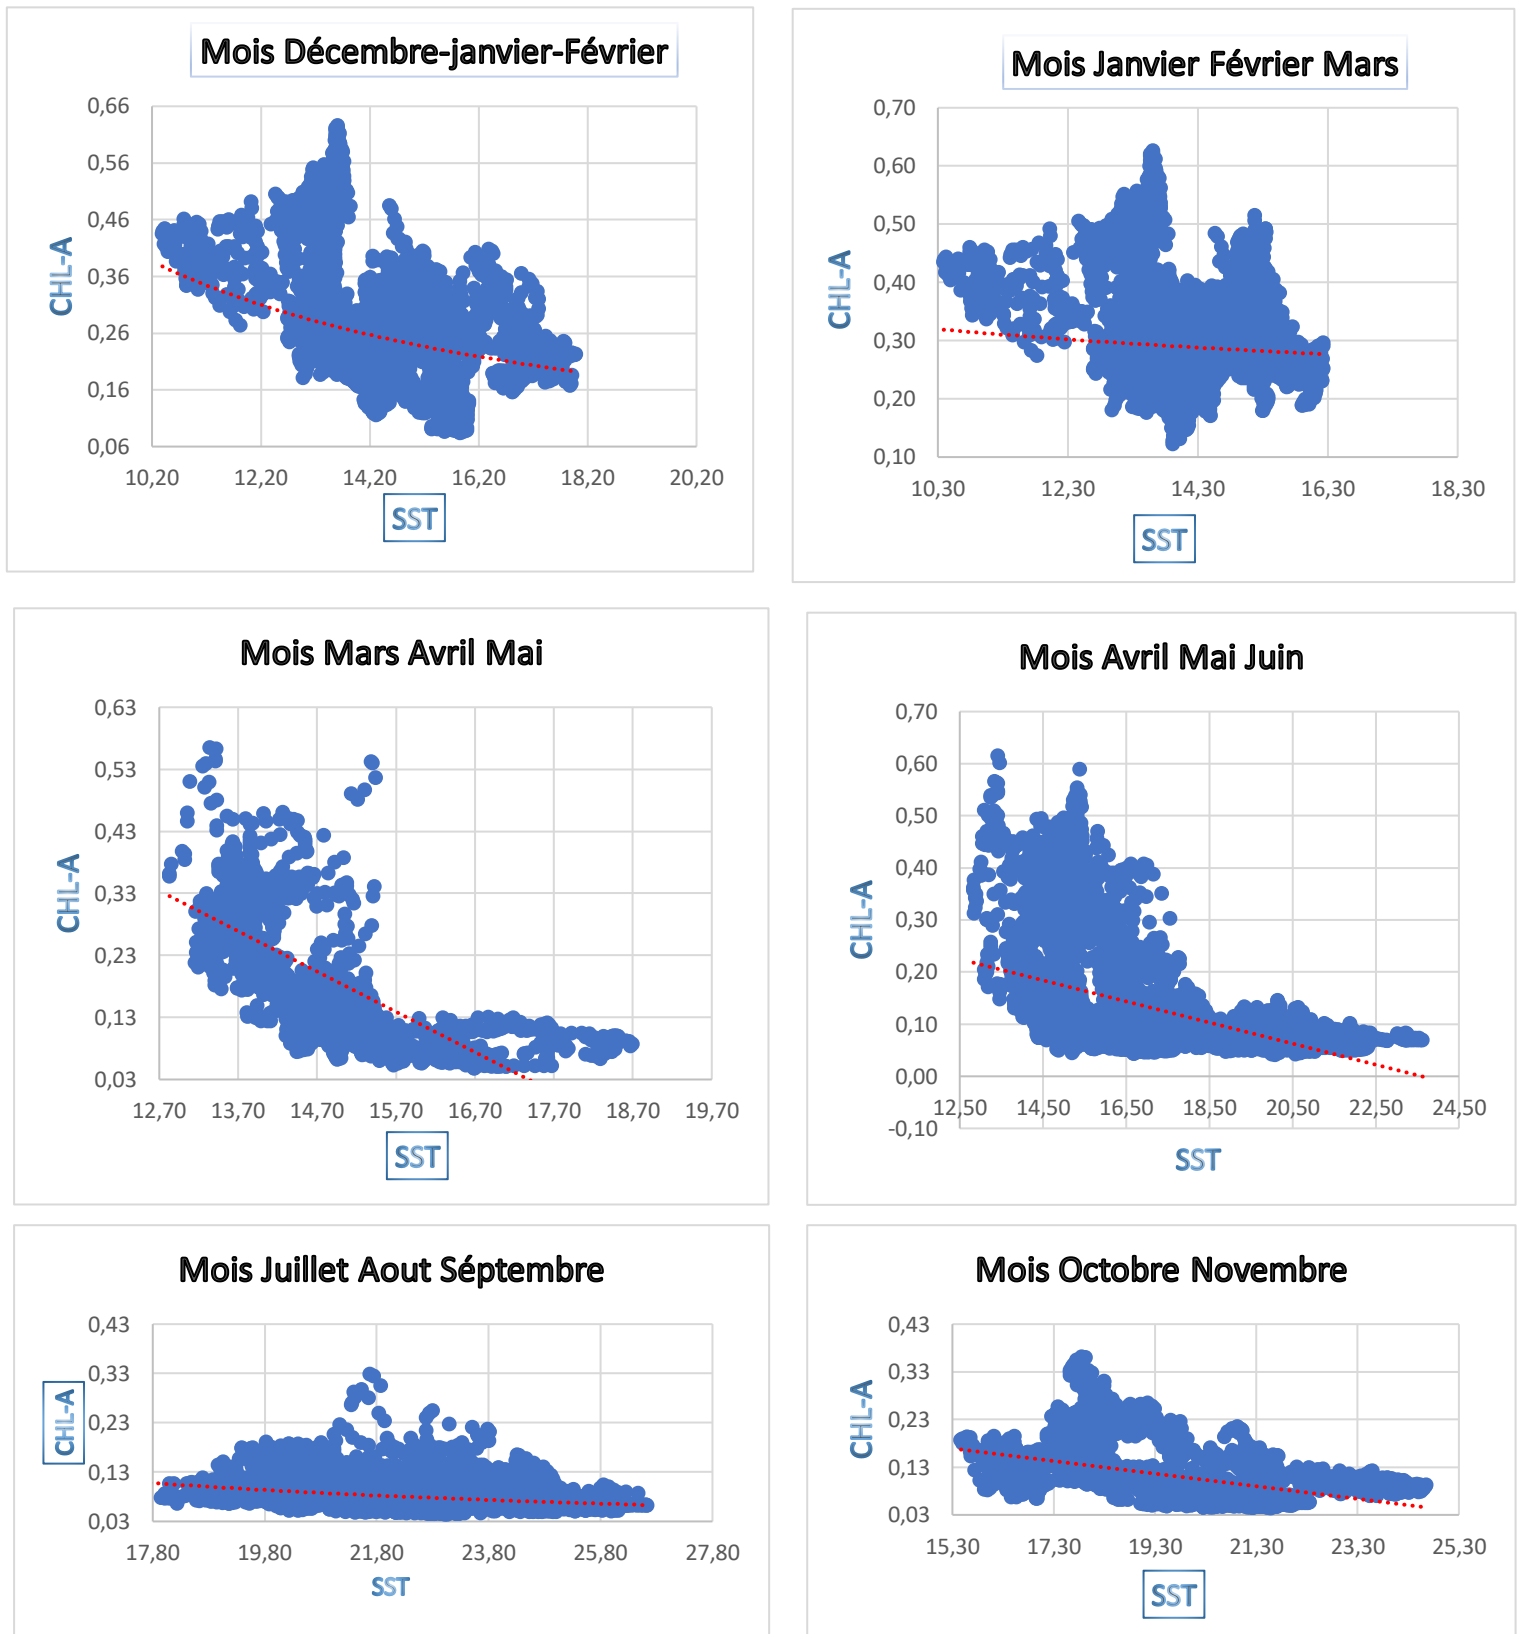 Mois Décembre-janvier-Février
0,66
0,56
0,46
0,36
0,26
0,16
0,06
CHL-A
10,20 12,20 14,20 16,20 18,20 20,20
SST
Mois Janvier Février Mars
0,70
0,60
0,50
0,40
0,30
0,20
0,10
CHL-A
10,30 12,30 14,30 16,30 18,30
SST
Mois Mars Avril Mai
0,63
0,53
0,43
0,33
0,23
0,13
0,03
CHL-A
12,70 13,70 14,70 15,70 16,70 17,70 18,70 19,70
SST
Mois Avril Mai Juin
0,70
0,60
0,50
0,40
0,30
0,20
0,10
0,00
-0,10
CHL-A
12,50 14,50 16,50 18,50 20,50 22,50 24,50
SST
Mois Juillet Aout Séptembre
0,43
0,33
0,23
0,13
0,03
CHL-A
17,80 19,80 21,80 23,80 25,80 27,80
SST
Mois Octobre Novembre
0,43
0,33
0,23
0,13
0,03
CHL-A
15,30 17,30 19,30 21,30 23,30 25,30
SST